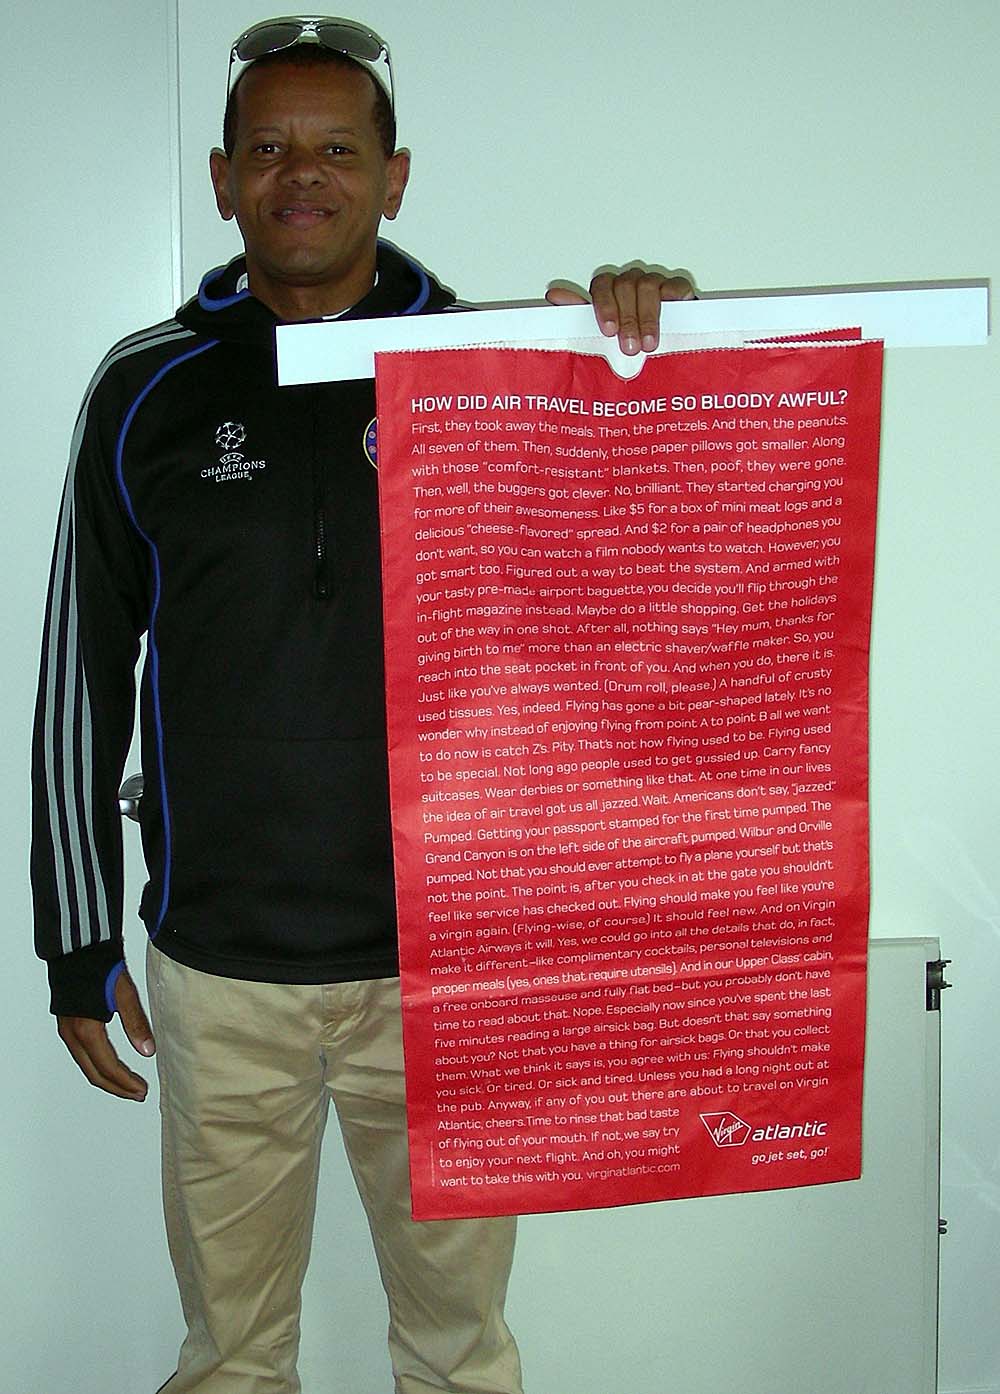 UEFA
CHAMPIONS
LEAGUE
HOW DID AIR TRAVEL BECOME SO BLOODY AWFUL?
First, they took away the meals. Then, the pretzels. And then, the peanuts.
All seven of them. Then, suddenly, those paper pillows got smaller. Along
with those "comfort-resistant" blankets. Then, poof, they were gone.
Then, well, the buggers got clever. No, brilliant. They started charging you
for more of their awesomeness. Like $5 for a box of mini meat logs and a
delicious "cheese-flavored" spread. And $2 for a pair of headphones you
don't want, so you can watch a film nobody wants to watch. However, you
got smart too. Figured out a way to beat the system. And armed with
your tasty pre-made airport baguette, you decide you'll flip through the
in-flight magazine instead. Maybe do a little shopping. Get the holidays
out of the way in one shot. After all, nothing says "Hey mum, thanks for
giving birth to me" more than an electric shaver/waffle maker. So, you
reach into the seat pocket in front of you. And when you do, there it is.
Just like you've always wanted. (Drum roll, please.) A handful of crusty
used tissues. Yes, indeed. Flying has gone a bit pear-shaped lately. It's no
wonder why instead of enjoying flying from point A to point B all we want
to do now is catch Z's. Pity. That's not how flying used to be. Flying used
to be special. Not long ago people used to get gussied up. Carry fancy
suitcases. Wear derbies or something like that. At one time in our lives
the idea of air travel got us all jazzed. Wait. Americans don't say, "jazzed."
Pumped. Getting your passport stamped for the first time pumped. The
Grand Canyon is on the left side of the aircraft pumped. Wilbur and Orville
pumped. Not that you should ever attempt to fly a plane yourself but that's
not the point. The point is, after you check in at the gate you shouldn't
feel like service has checked out. Flying should make you feel like you're
a virgin again. (Flying-wise, of course.) It should feel new. And on Virgin
Atlantic Airways it will. Yes, we could go into all the details that do, in fact,
make it different–like complimentary cocktails, personal televisions and
proper meals (yes, ones that require utensils). And in our Upper Class cabin,
a free onboard masseuse and fully flat bed–but you probably don't have
time to read about that. Nope. Especially now since you've spent the last
five minutes reading a large airsick bag. But doesn't that say something
about you? Not that you have a thing for airsick bags. Or that you collect
them. What we think it says is, you agree with us: Flying shouldn't make
you sick. Or tired. Or sick and tired. Unless you had a long night out at
the pub. Anyway, if any of you out there are about to travel on Virgin
Atlantic, cheers. Time to rinse that bad taste
of flying out of your mouth. If not, we say try
to enjoy your next flight. And oh, you might
want to take this with you. virginatlantic.com
Virgin atlantic
go jet set, go!